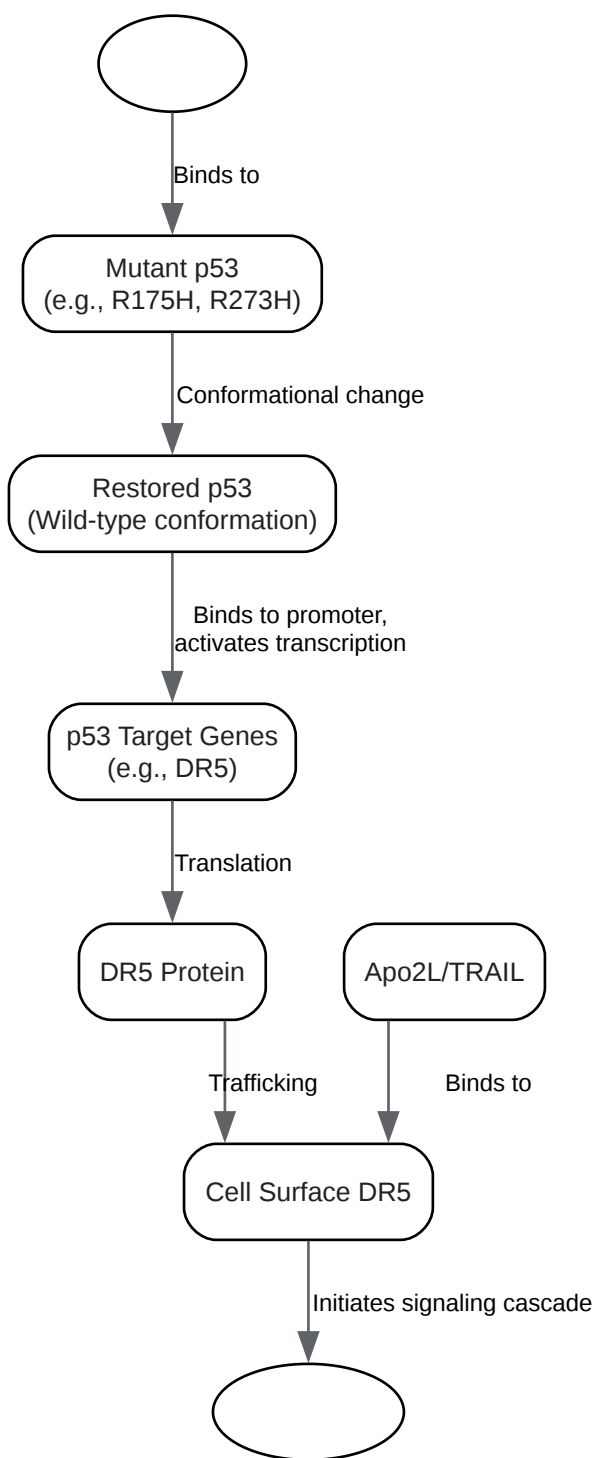 Binds to
Mutant p53
(e.g., R175H, R273H)
Conformational change
Restored p53
(Wild-type conformation)
Binds to promoter,
activates transcription
p53 Target Genes
(e.g., DR5)
Translation
DR5 Protein
Apo2L/TRAIL
Trafficking
Binds to
Cell Surface DR5
Initiates signaling cascade